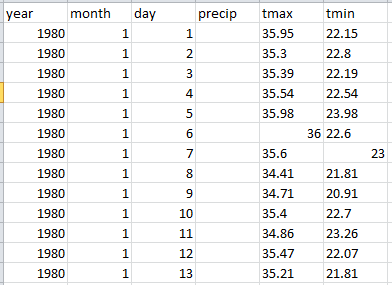 year month day precip tmax tmin
1980 1 1 35.95 22.15
1980 1 2 35.3 22.8
1980 1 3 35.39 22.19
1980 1 4 35.54 22.54
1980 1 5 35.98 23.98
1980 1 6 36 22.6
1980 1 7 35.6 23
1980 1 8 34.41 21.81
1980 1 9 34.71 20.91
1980 1 10 35.4 22.7
1980 1 11 34.86 23.26
1980 1 12 35.47 22.07
1980 1 13 35.21 21.81